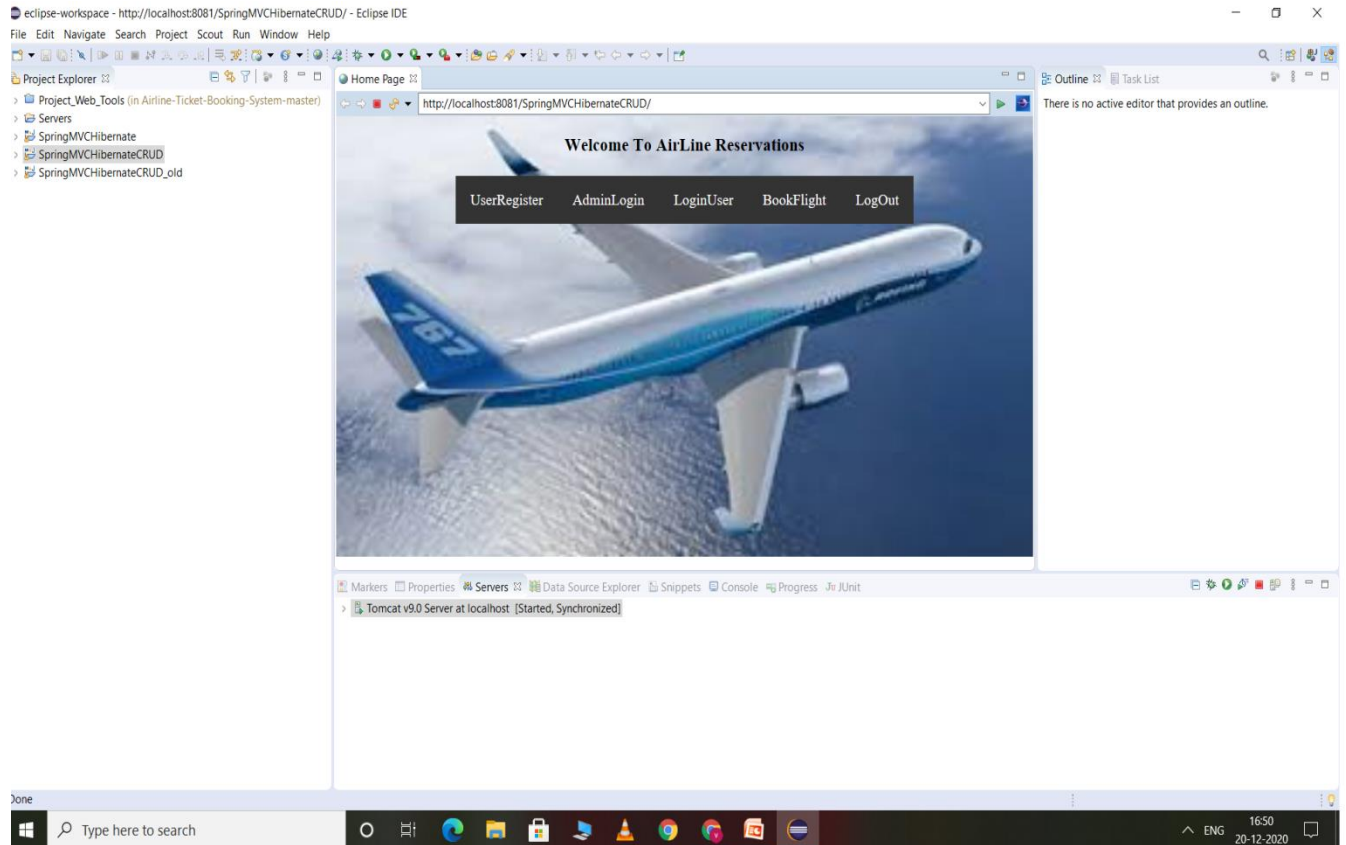 eclipse-workspace - http://localhost:8081/SpringMVCHibernateCRUD/ - Eclipse IDE
File Edit Navigate Search Project Scout Run Window Help
Project Explorer
Project_Web_Tools (in Airline-Ticket-Booking-System-master)
Servers
SpringMVCHibernate
SpringMVCHibernateCRUD
SpringMVCHibernateCRUD_old
Home Page
http://localhost:8081/SpringMVCHibernateCRUD/
Welcome To AirLine Reservations
UserRegister AdminLogin LoginUser BookFlight LogOut
767
BOEING
Outline Task List
There is no active editor that provides an outline.
Markers Properties Servers Data Source Explorer Snippets Console Progress JUnit
Tomcat v9.0 Server at localhost [Started, Synchronized]
Done
Type here to search
ENG
16:50
20-12-2020